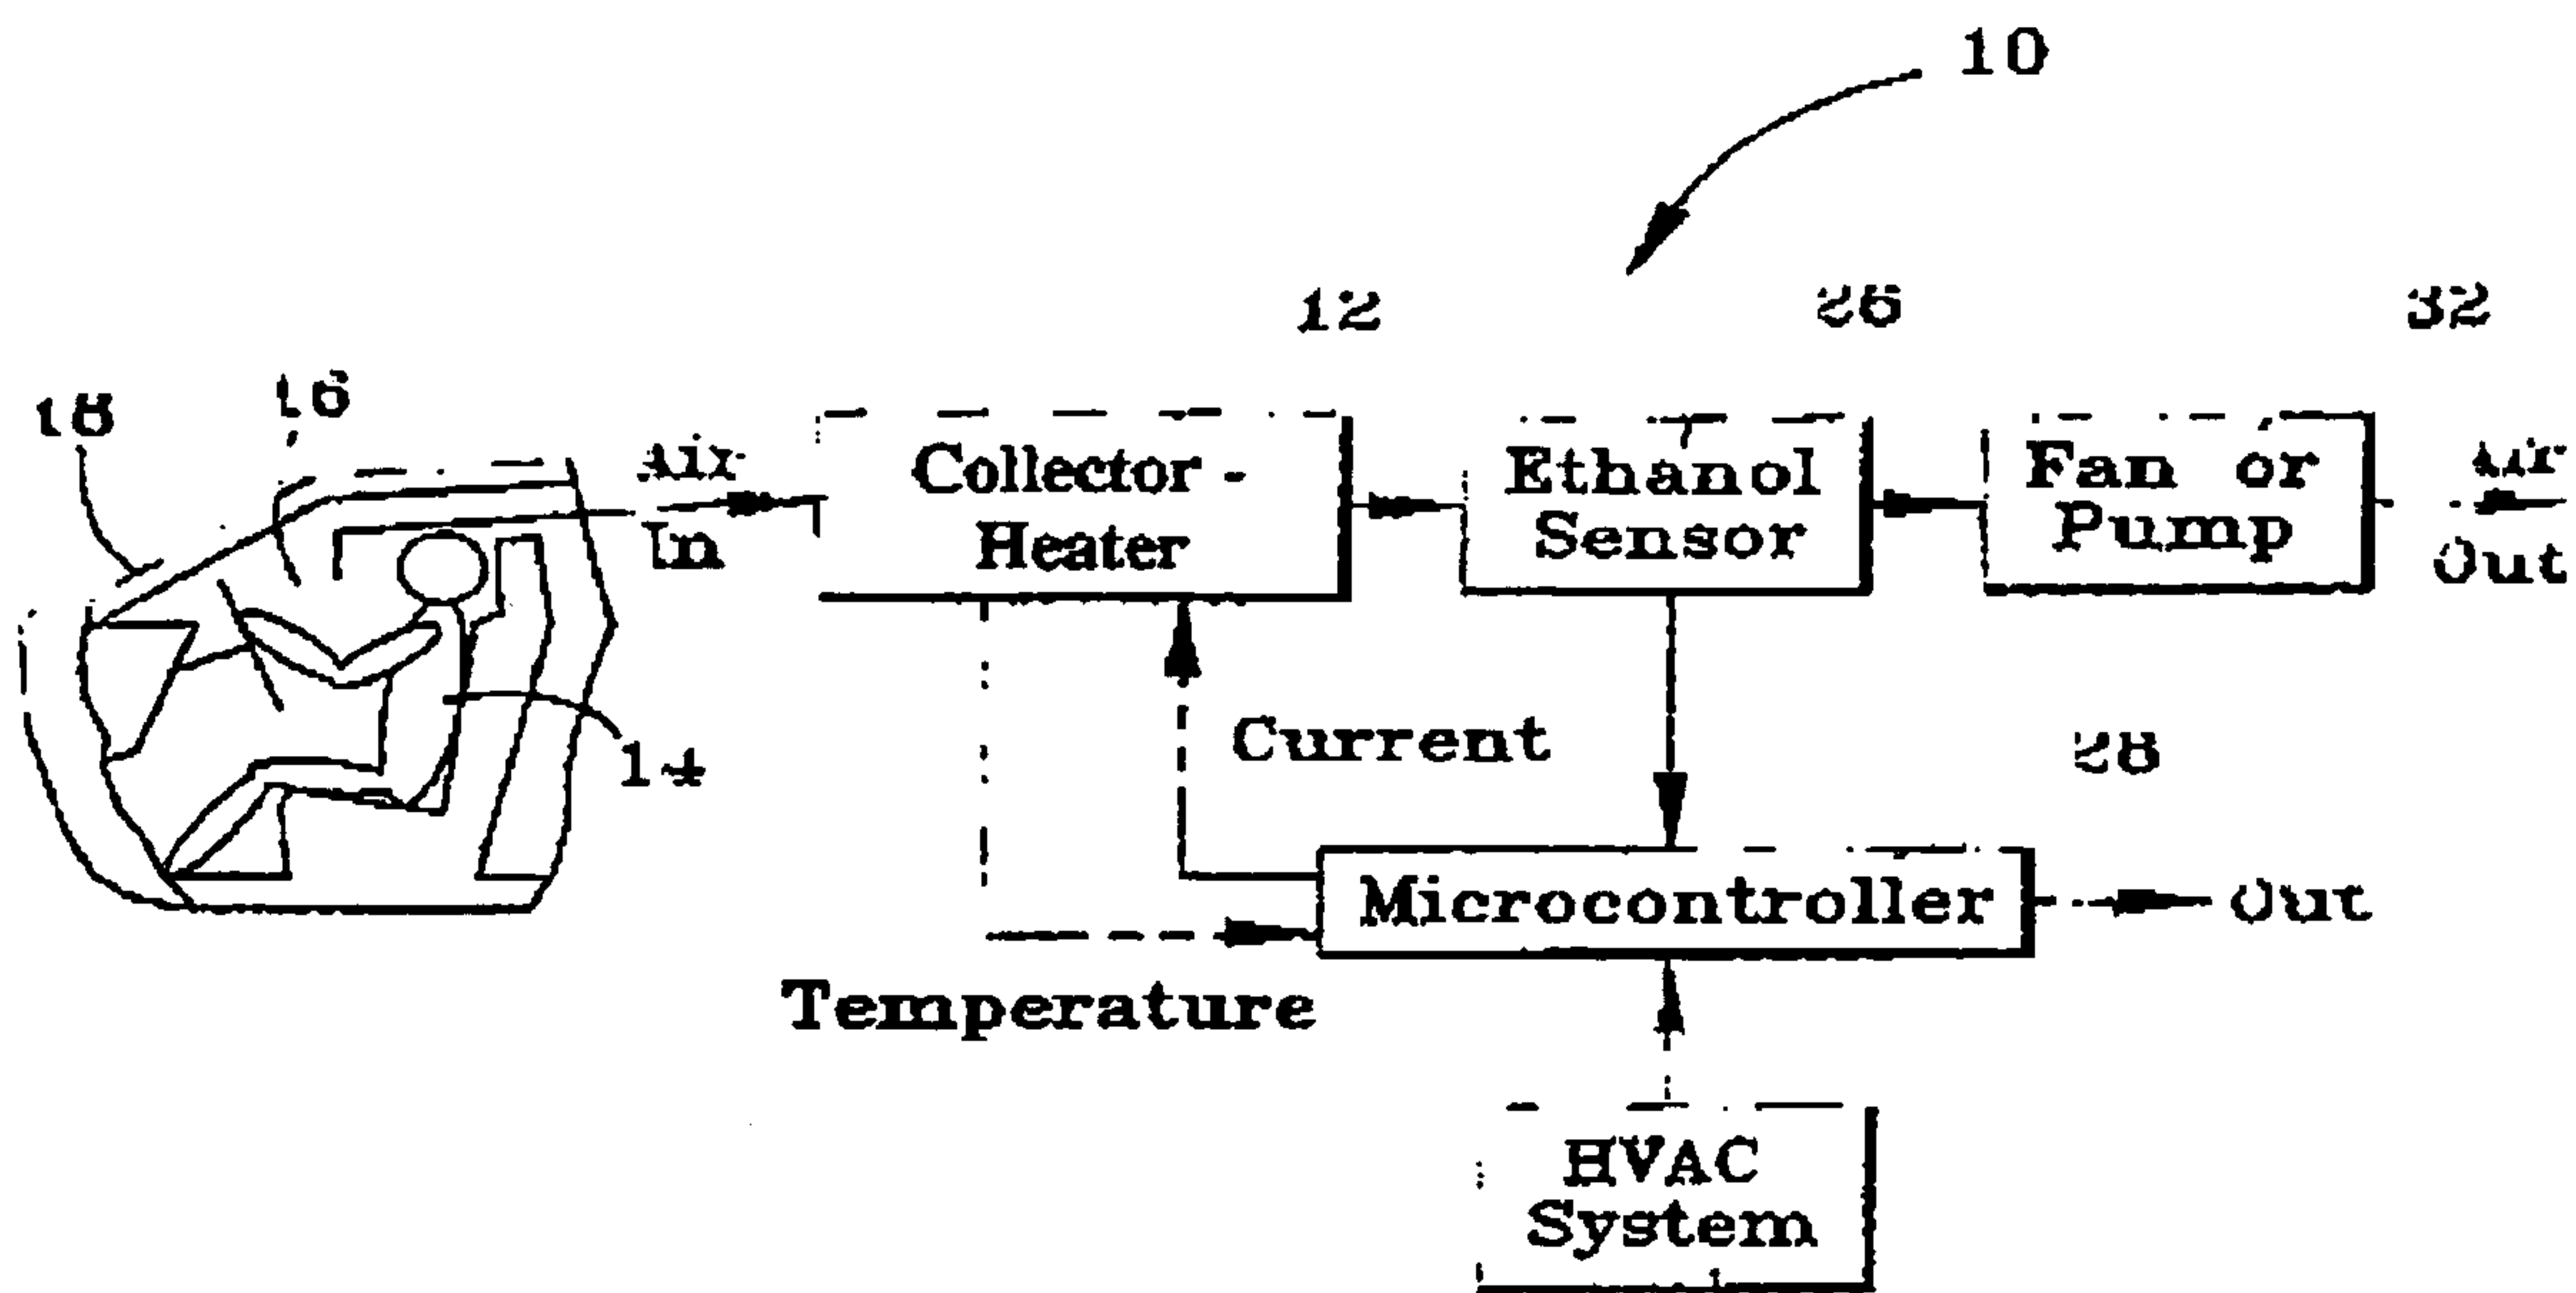 10
12
26
32
18
16
Air
In
Collector -
Heater
Ethanol
Sensor
Fan or
Pump
Air
Out
14
Current
28
Microcontroller
Out
Temperature
HVAC
System